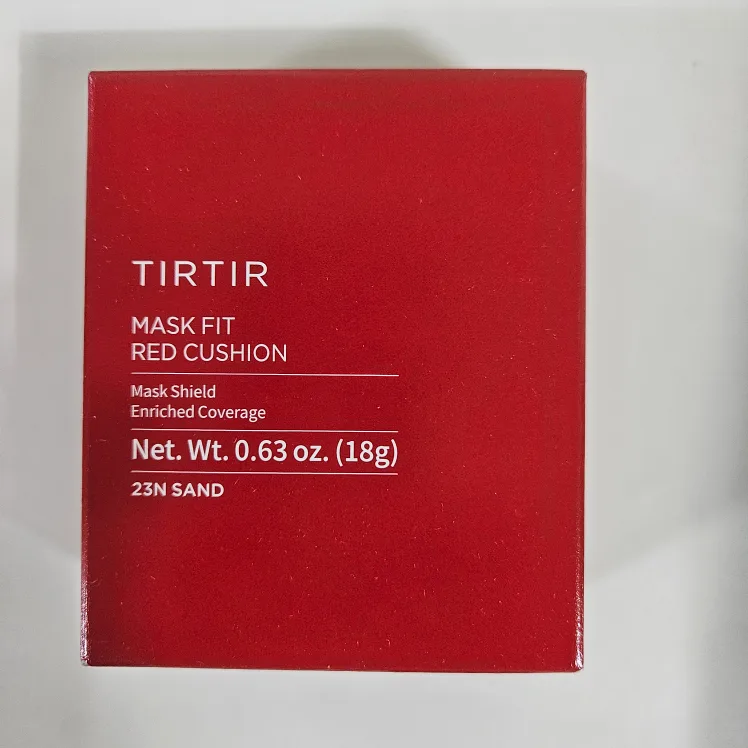 TIRTIR
MASK FIT
RED CUSHION
Mask Shield
Enriched Coverage
Net. Wt. 0.63 oz. (18g)
23N SAND